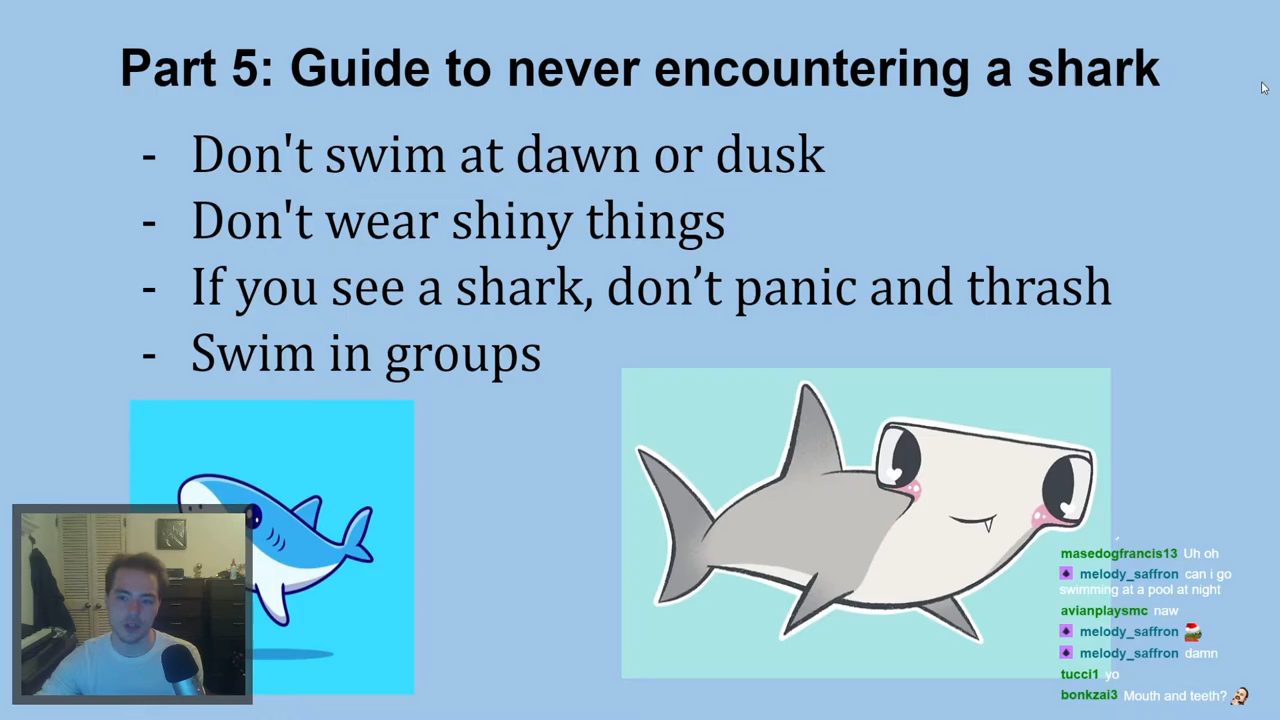 Part 5: Guide to never encountering a shark
- Don't swim at dawn or dusk
- Don't wear shiny things
- If you see a shark, don’t panic and thrash
- Swim in groups
masedogfrancis13 Uh oh
melody_saffron can i go
swimming at a pool at night
avianplaysmc naw
melody_saffron
melody_saffron damn
tucci1 yo
bonkzai3 Mouth and teeth?